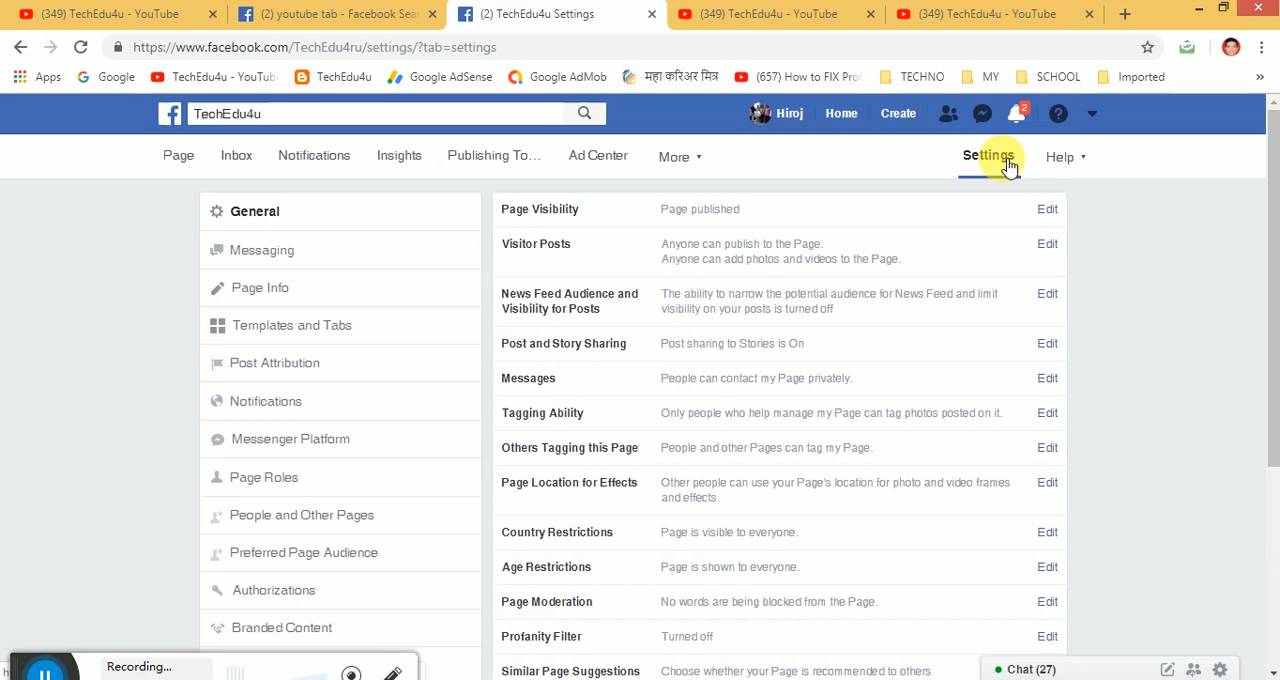 (349) TechEdu4u - YouTube
(2) youtube tab - Facebook Sear
(2) TechEdu4u Settings
(349) TechEdu4u - YouTube
(349) TechEdu4u - YouTube
https://www.facebook.com/TechEdu4ru/settings/?tab=settings
Apps
Google
TechEdu4u - YouTub
TechEdu4u
Google AdSense
Google AdMob
महा करिअर मित्र
(657) How to FIX Pro
TECHNO
MY
SCHOOL
Imported
»
TechEdu4u
Hiroj
Home
Create
2
Page
Inbox
Notifications
Insights
Publishing To…
Ad Center
More
Settings
Help
General
Messaging
Page Info
Templates and Tabs
Post Attribution
Notifications
Messenger Platform
Page Roles
People and Other Pages
Preferred Page Audience
Authorizations
Branded Content
Page Visibility Page published Edit
Visitor Posts Anyone can publish to the Page. Edit
Anyone can add photos and videos to the Page.
News Feed Audience and The ability to narrow the potential audience for News Feed and limit Edit
Visibility for Posts visibility on your posts is turned off
Post and Story Sharing Post sharing to Stories is On Edit
Messages People can contact my Page privately. Edit
Tagging Ability Only people who help manage my Page can tag photos posted on it. Edit
Others Tagging this Page People and other Pages can tag my Page. Edit
Page Location for Effects Other people can use your Page's location for photo and video frames Edit
and effects.
Country Restrictions Page is visible to everyone. Edit
Age Restrictions Page is shown to everyone. Edit
Page Moderation No words are being blocked from the Page. Edit
Profanity Filter Turned off Edit
Similar Page Suggestions Choose whether your Page is recommended to others Edit
Recording...
Chat (27)